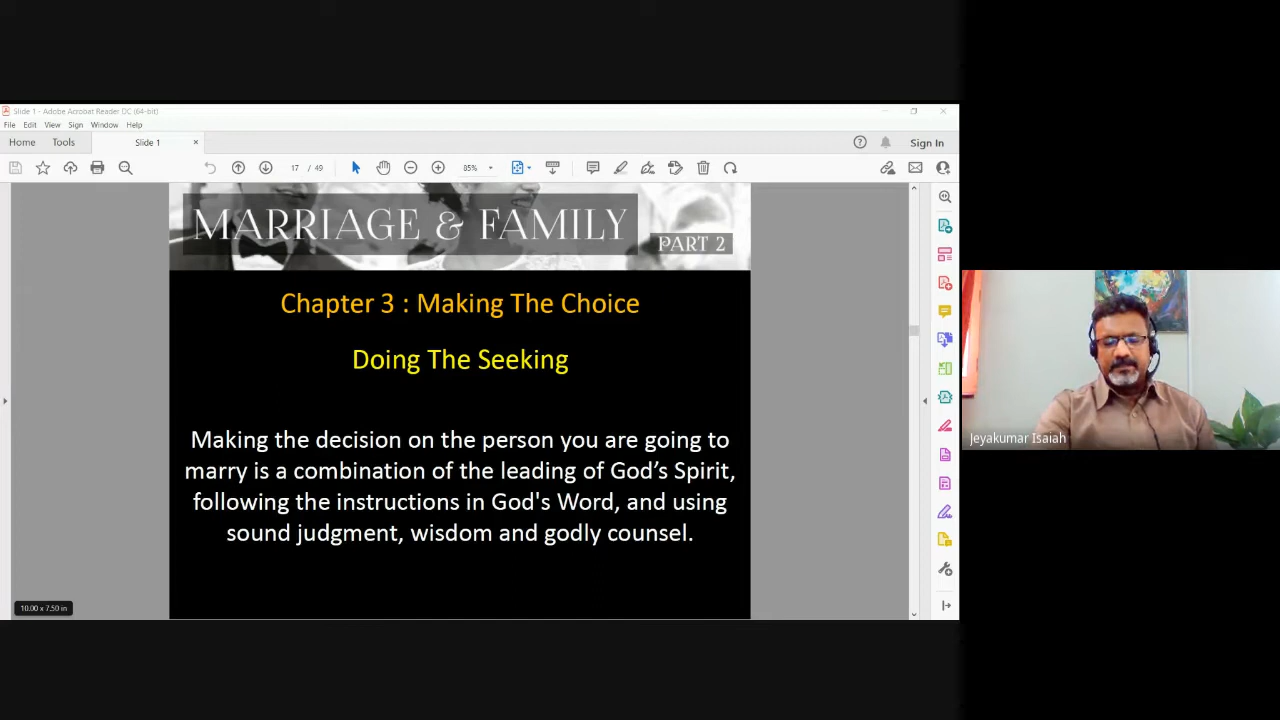 Slide 1 - Adobe Acrobat Reader DC (64-bit)
File Edit View Sign Window Help
Home Tools Slide 1 × Sign In
17 / 49 85%
MARRIAGE & FAMILY
PART 2
Chapter 3 : Making The Choice
Doing The Seeking
Making the decision on the person you are going to
marry is a combination of the leading of God’s Spirit,
following the instructions in God's Word, and using
sound judgment, wisdom and godly counsel.
Jeyakumar Isaiah
10.00 x 7.50 in